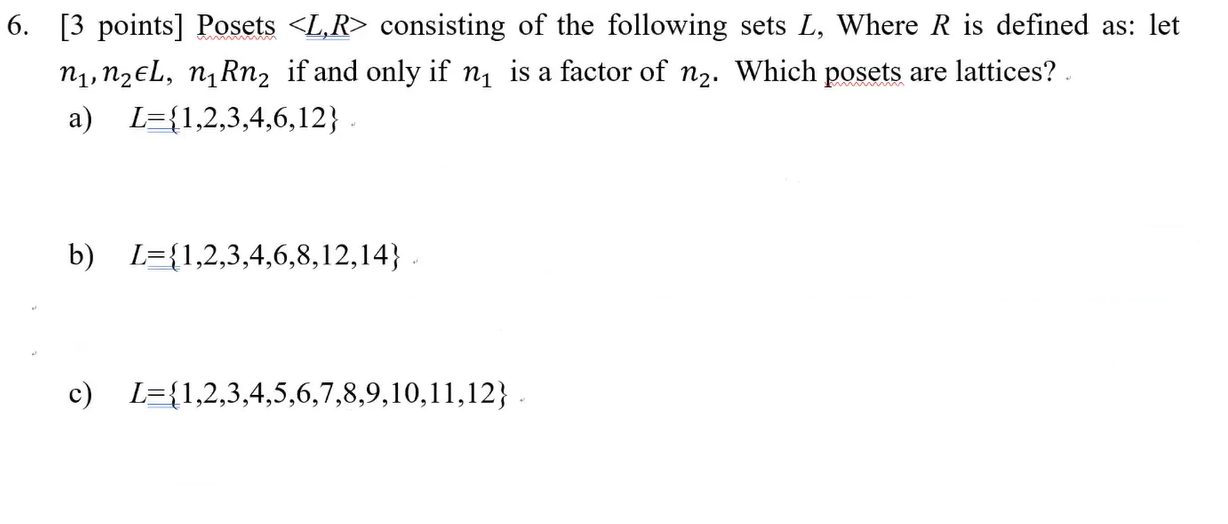 6. [3 points] Posets <L,R> consisting of the following sets L, Where R is defined as: let
n₁,n₂ϵL, n₁Rn₂ if and only if n₁ is a factor of n₂. Which posets are lattices?
a) L={1,2,3,4,6,12}
b) L={1,2,3,4,6,8,12,14}
c) L={1,2,3,4,5,6,7,8,9,10,11,12}